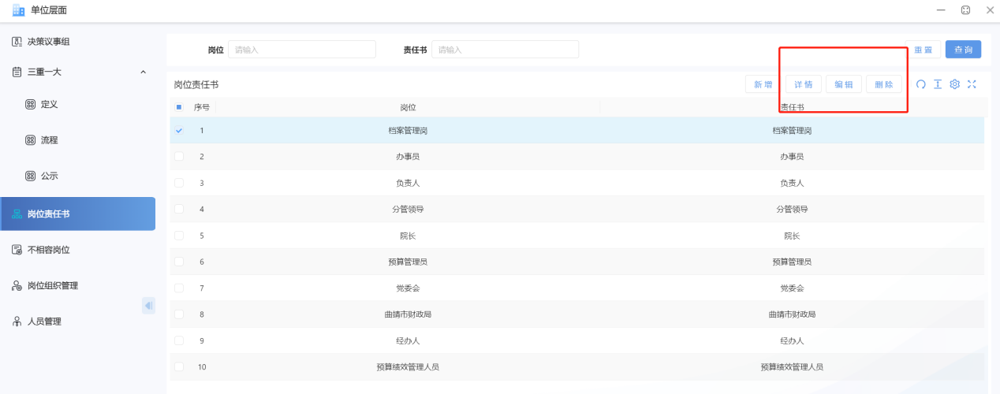 单位层面
决策议事组
三重一大
定义
流程
公示
岗位责任书
不相容岗位
岗位组织管理
人员管理
岗位 请输入 责任书 请输入 重置 查询
岗位责任书 新增 详情 编辑 删除
序号 岗位 责任书
1 档案管理岗 档案管理岗
2 办事员 办事员
3 负责人 负责人
4 分管领导 分管领导
5 院长 院长
6 预算管理员 预算管理员
7 党委会 党委会
8 曲靖市财政局 曲靖市财政局
9 经办人 经办人
10 预算绩效管理人员 预算绩效管理人员